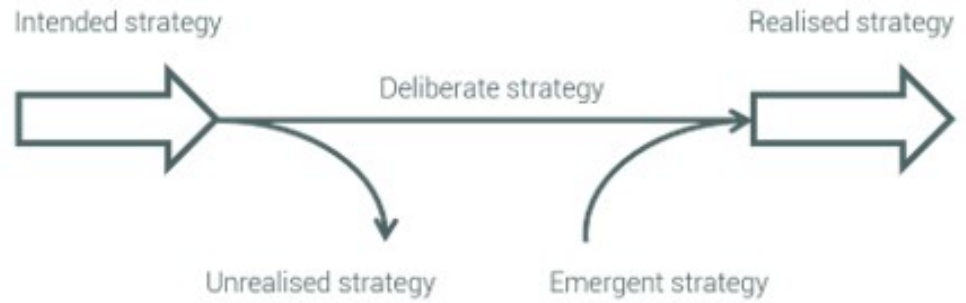 Intended strategy
Realised strategy
Deliberate strategy
Unrealised strategy
Emergent strategy